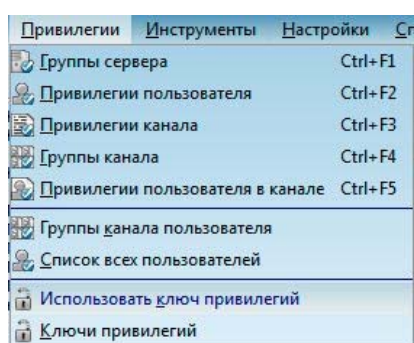 Привилегии Инструменты Настройки
Группы сервера Ctrl+F1
Привилегии пользователя Ctrl+F2
Привилегии канала Ctrl+F3
Группы канала Ctrl+F4
Привилегии пользователя в канале Ctrl+F5
Группы канала пользователя
Список всех пользователей
Использовать ключ привилегий
Ключи привилегий